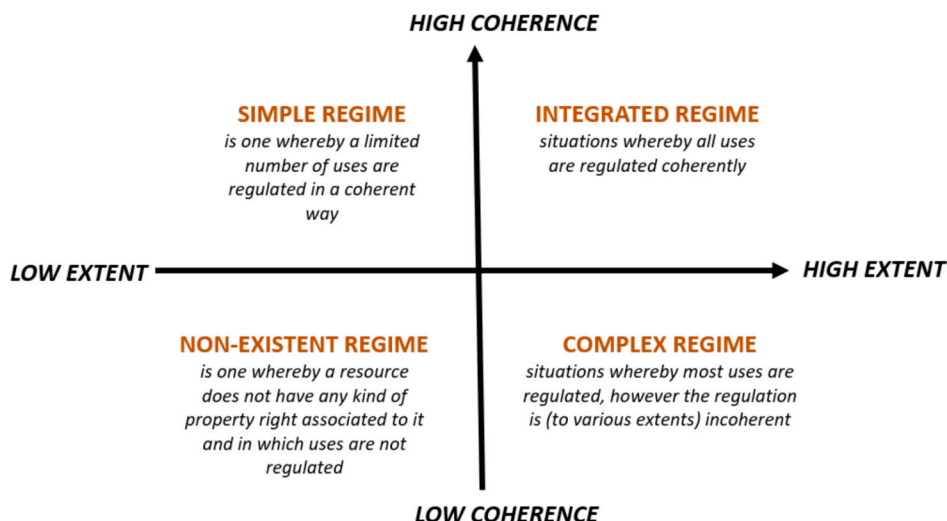 HIGH COHERENCE
SIMPLE REGIME
is one whereby a limited
number of uses are
regulated in a coherent
way
INTEGRATED REGIME
situations whereby all uses
are regulated coherently
LOW EXTENT
HIGH EXTENT
NON-EXISTENT REGIME
is one whereby a resource
does not have any kind of
property right associated to it
and in which uses are not
regulated
COMPLEX REGIME
situations whereby most uses are
regulated, however the regulation
is (to various extents) incoherent
LOW COHERENCE